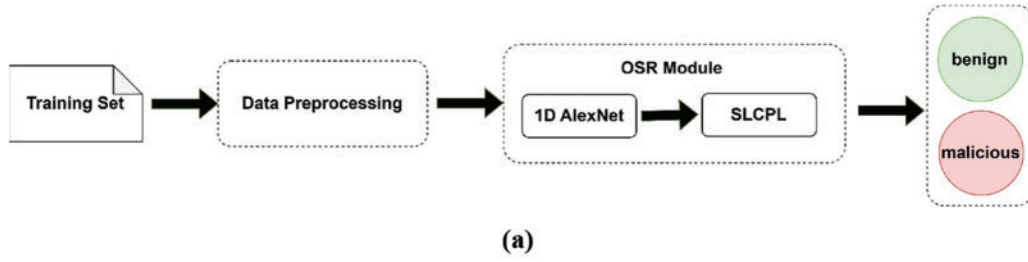 Training Set
Data Preprocessing
OSR Module
1D AlexNet
SLCPL
benign
malicious
(a)